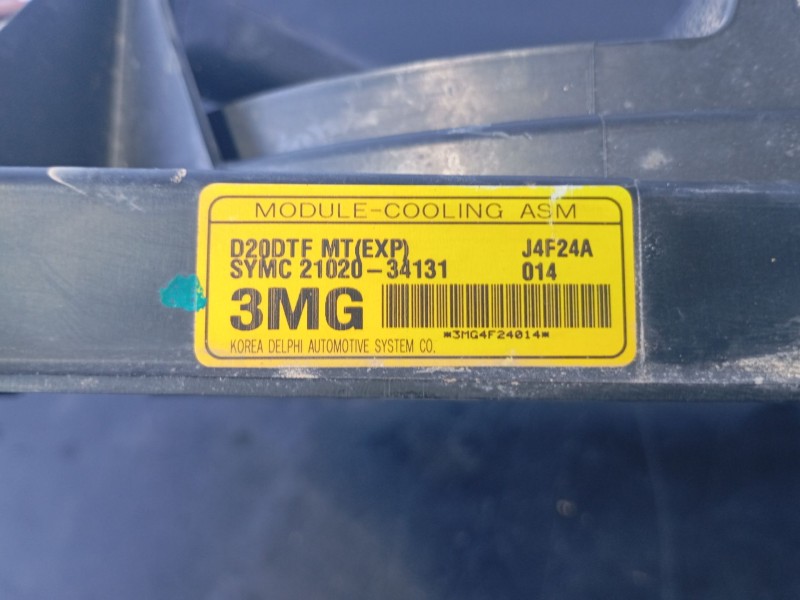 MODULE-COOLING ASM
D20DTF MT(EXP) J4F24A
SYMC 21020-34131 014
3MG
*3MG4F24014*
KOREA DELPHI AUTOMOTIVE SYSTEM CO.